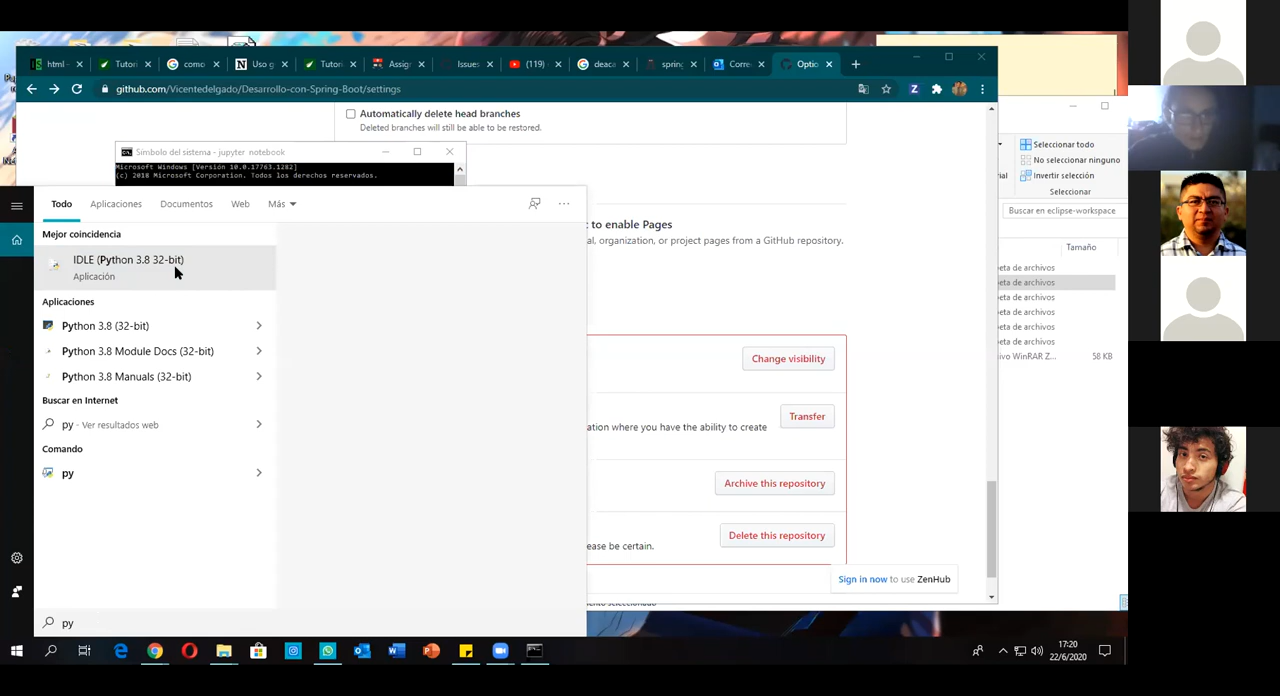 html -
Tutori
como
Uso g
Tutori
Assig
Issues
(119)
deaca
spring
Corre
Optio
github.com/Vicentedelgado/Desarrollo-con-Spring-Boot/settings
Automatically delete head branches
Deleted branches will still be able to be restored.
Símbolo del sistema - jupyter notebook
Microsoft Windows [Versión 10.0.17763.1282]
(c) 2018 Microsoft Corporation. Todos los derechos reservados.
Seleccionar todo
No seleccionar ninguno
Invertir selección
Seleccionar
Buscar en eclipse-workspace
Tamaño
eta de archivos
eta de archivos
eta de archivos
eta de archivos
eta de archivos
eta de archivos
ivo WinRAR Z... 58 KB
Todo Aplicaciones Documentos Web Más
Mejor coincidencia
IDLE (Python 3.8 32-bit)
Aplicación
Aplicaciones
Python 3.8 (32-bit)
Python 3.8 Module Docs (32-bit)
Python 3.8 Manuals (32-bit)
Buscar en Internet
py - Ver resultados web
Comando
py
py
t to enable Pages
al, organization, or project pages from a GitHub repository.
Change visibility
Transfer
ation where you have the ability to create
Archive this repository
Delete this repository
ease be certain.
Sign in now to use ZenHub
17:20
22/6/2020